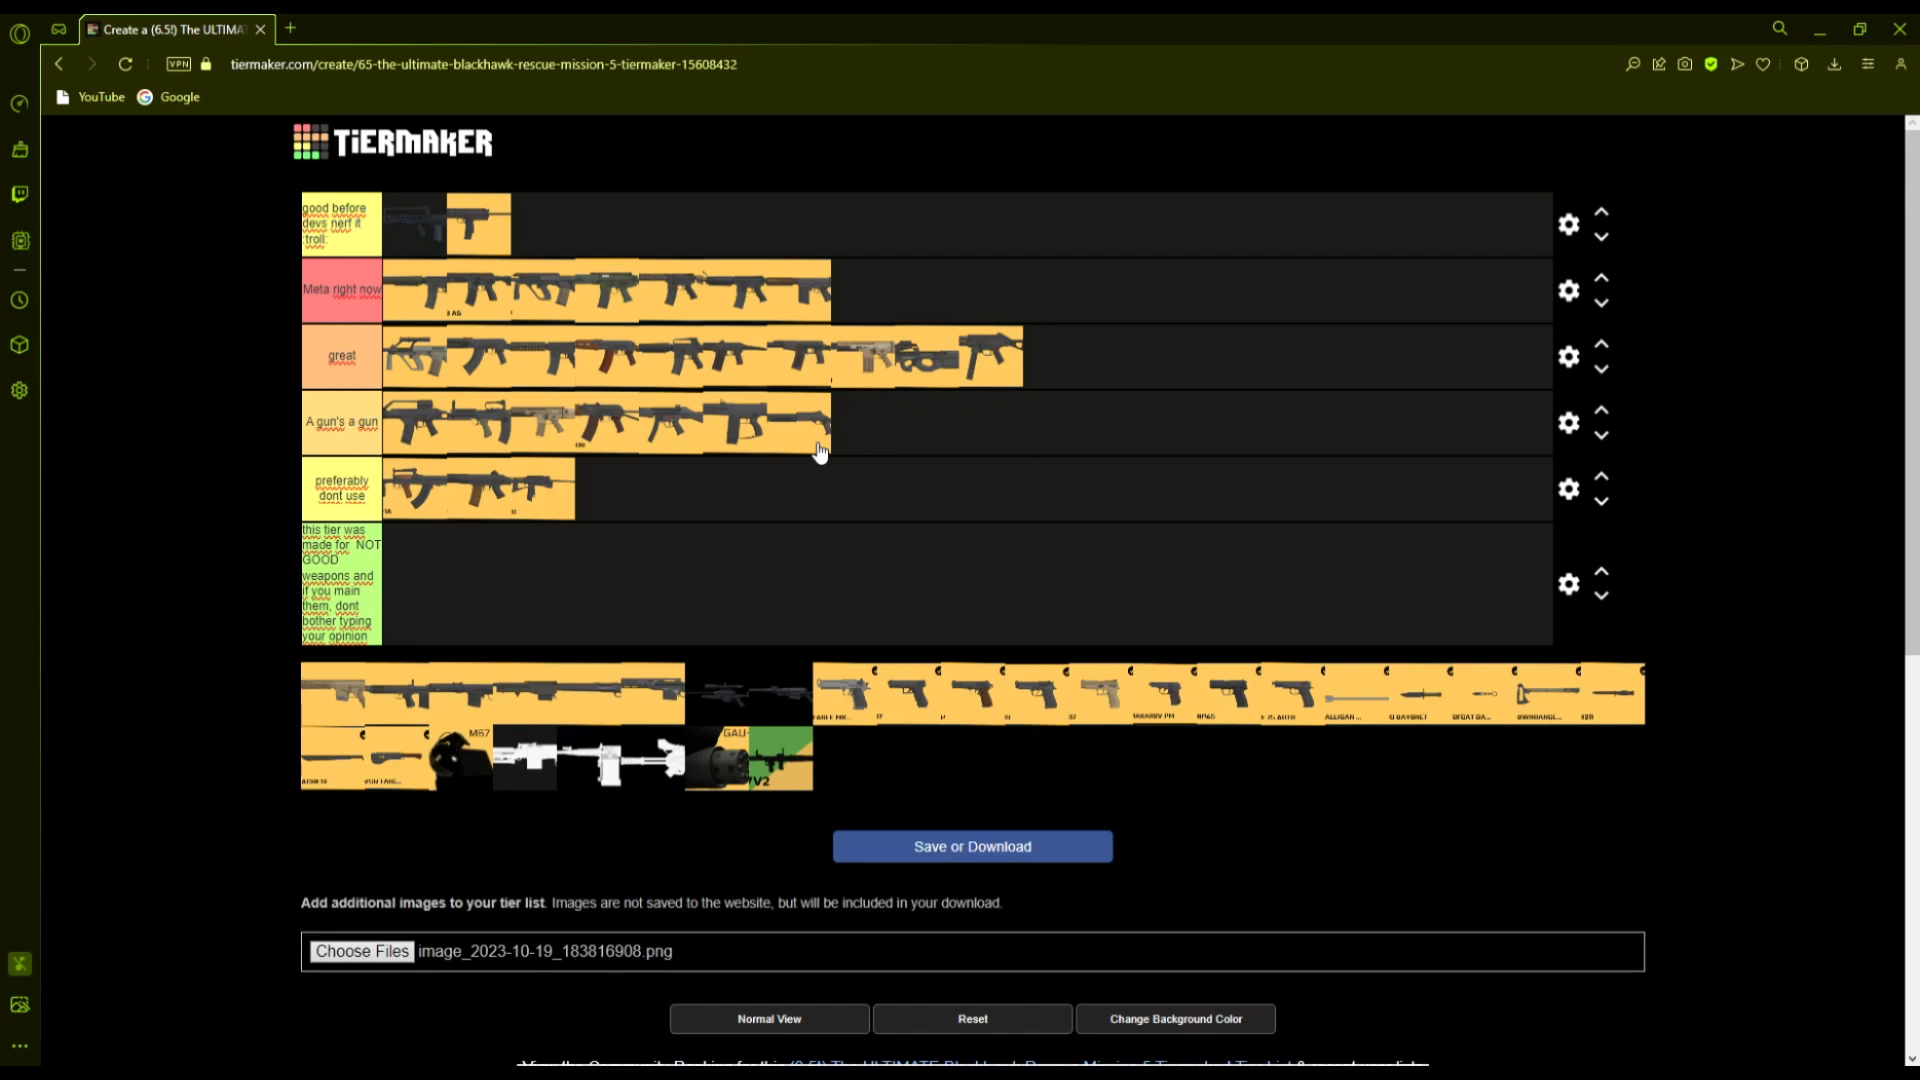 Create a (6.5!) The ULTIMA
VPN
tiermaker.com/create/65-the-ultimate-blackhawk-rescue-mission-5-tiermaker-15608432
YouTube
Google
TiERMAKER
good before
devs nerf it
:troll:
Meta right now
great
A gun's a gun
preferably
dont use
this tier was
made for NOT
GOOD
weapons and
if you main
them, dont
bother typing
your opinion
MAKAROV PM
ALLIGAN ...
M67
GAU-
V2
Save or Download
Add additional images to your tier list. Images are not saved to the website, but will be included in your download.
Choose Files image_2023-10-19_183816908.png
Normal View
Reset
Change Background Color